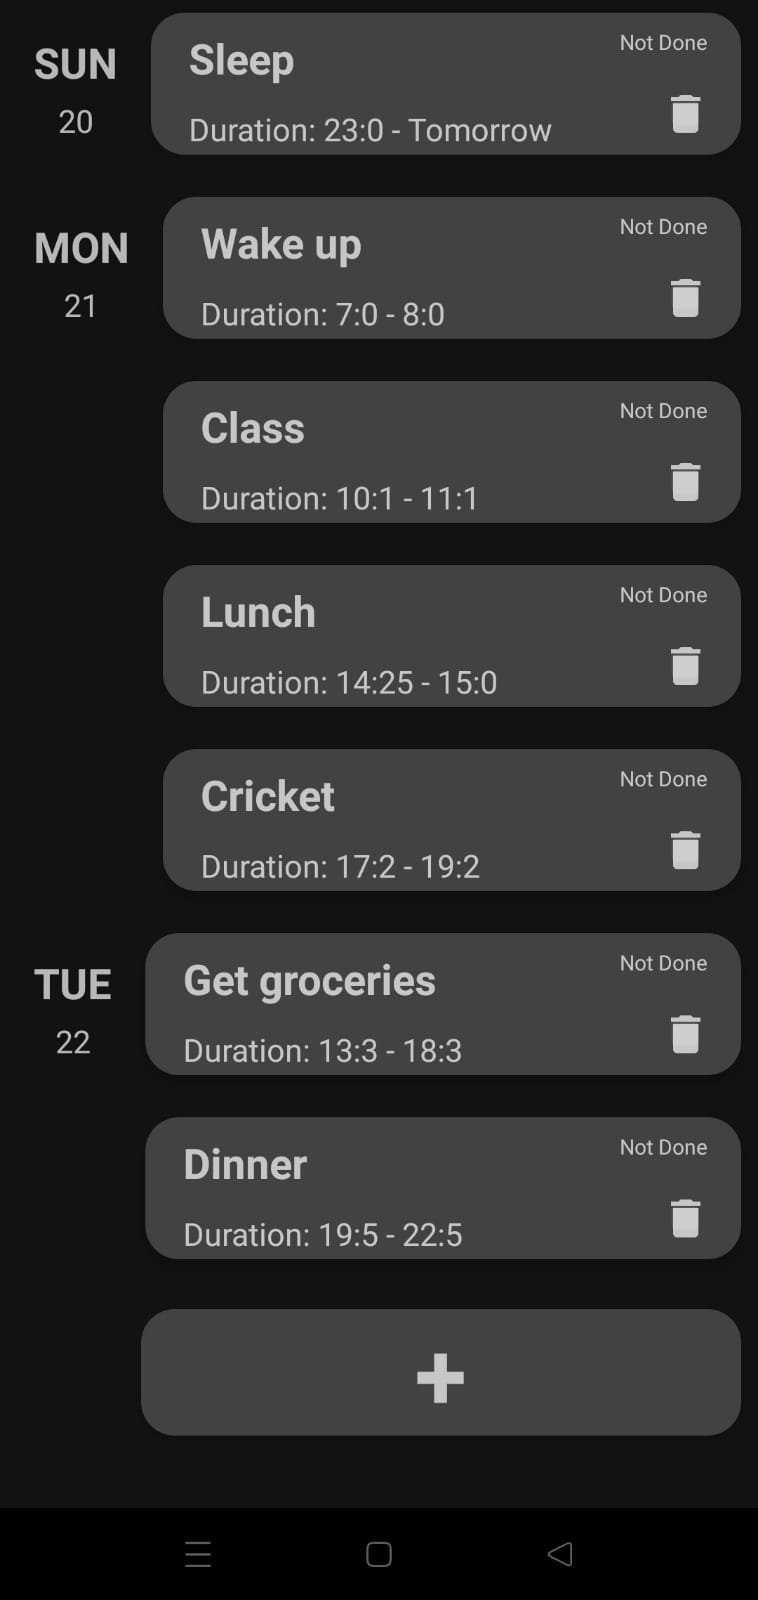 SUN
20
Sleep
Not Done
Duration: 23:0 - Tomorrow
MON
21
Wake up
Not Done
Duration: 7:0 - 8:0
Class
Not Done
Duration: 10:1 - 11:1
Lunch
Not Done
Duration: 14:25 - 15:0
Cricket
Not Done
Duration: 17:2 - 19:2
TUE
22
Get groceries
Not Done
Duration: 13:3 - 18:3
Dinner
Not Done
Duration: 19:5 - 22:5